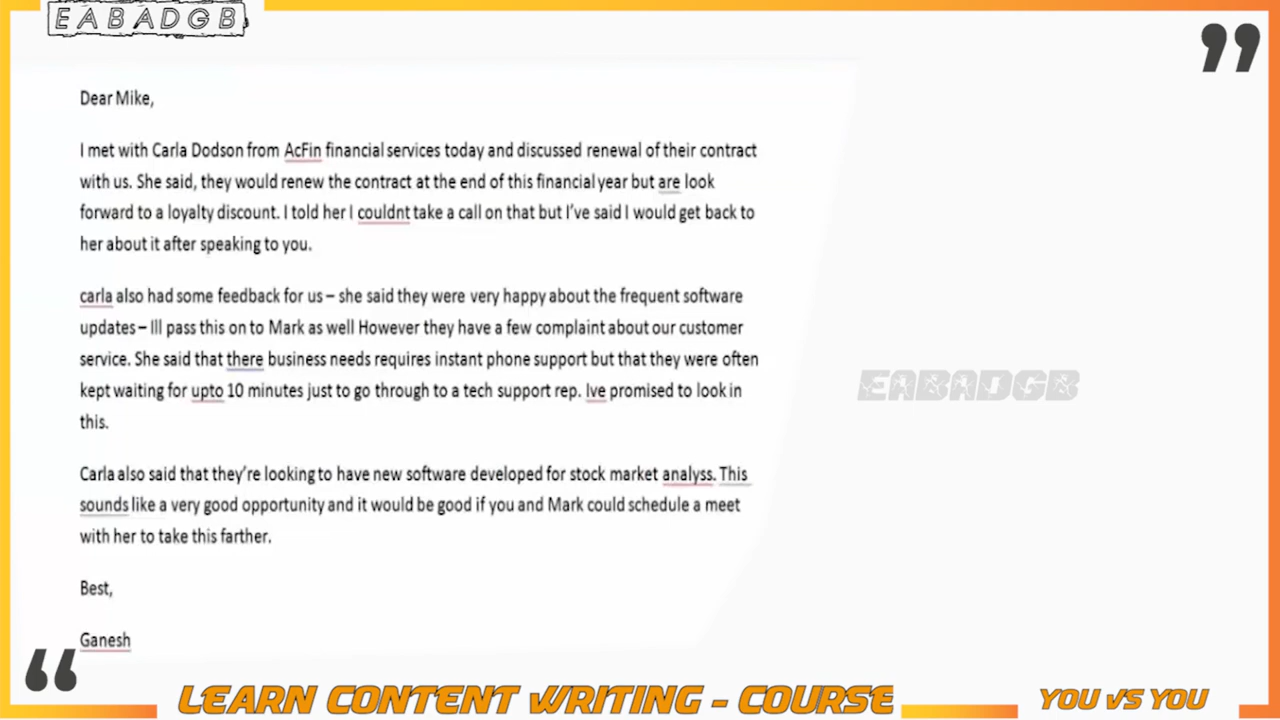 EABADGB
Dear Mike,
I met with Carla Dodson from AcFin financial services today and discussed renewal of their contract
with us. She said, they would renew the contract at the end of this financial year but are look
forward to a loyalty discount. I told her I couldnt take a call on that but I've said I would get back to
her about it after speaking to you.
carla also had some feedback for us – she said they were very happy about the frequent software
updates – Ill pass this on to Mark as well However they have a few complaint about our customer
service. She said that there business needs requires instant phone support but that they were often
kept waiting for upto 10 minutes just to go through to a tech support rep. Ive promised to look in
this.
EABADGB
Carla also said that they're looking to have new software developed for stock market analyss. This
sounds like a very good opportunity and it would be good if you and Mark could schedule a meet
with her to take this farther.
Best,
Ganesh
LEARN CONTENT WRITING - COURSE
YOU VS YOU